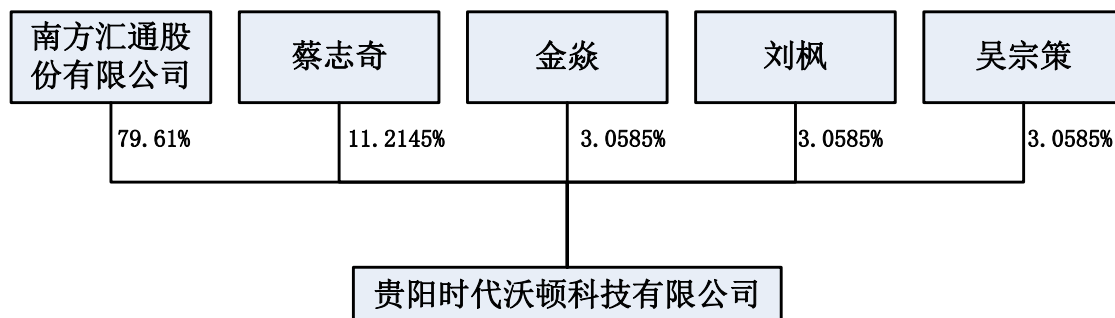 南方汇通股
份有限公司
蔡志奇
金焱
刘枫
吴宗策
79.61%
11.2145%
3.0585%
3.0585%
3.0585%
贵阳时代沃顿科技有限公司